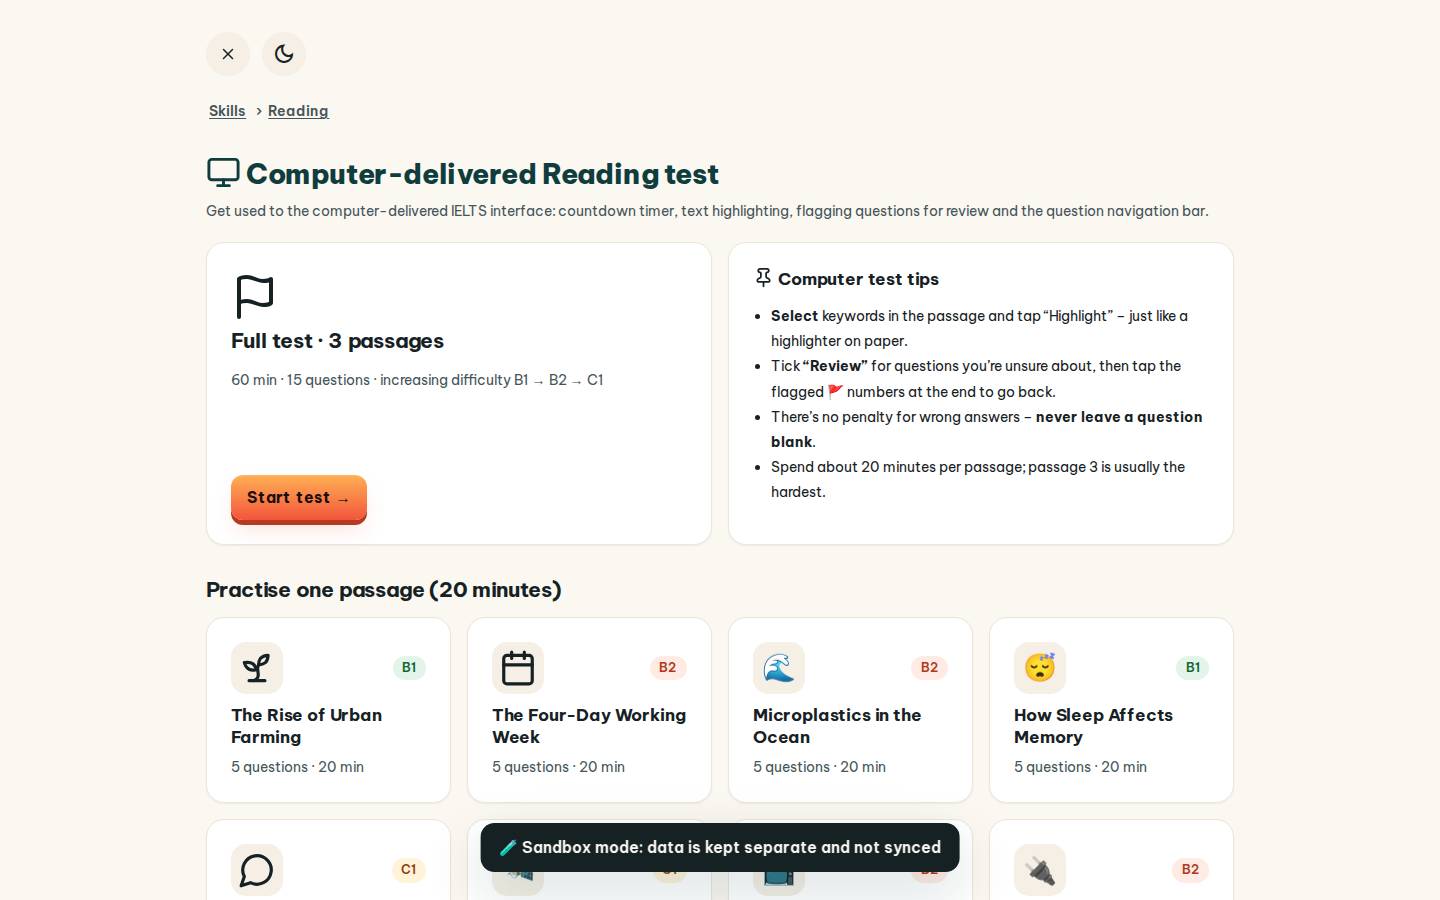 Skills › Reading
Computer-delivered Reading test
Get used to the computer-delivered IELTS interface: countdown timer, text highlighting, flagging questions for review and the question navigation bar.
Full test · 3 passages
60 min · 15 questions · increasing difficulty B1 → B2 → C1
Start test →
Computer test tips
Select keywords in the passage and tap “Highlight” – just like a
highlighter on paper.
Tick “Review” for questions you’re unsure about, then tap the
flagged 🚩 numbers at the end to go back.
There’s no penalty for wrong answers – never leave a question
blank.
Spend about 20 minutes per passage; passage 3 is usually the
hardest.
Practise one passage (20 minutes)
B1
The Rise of Urban
Farming
5 questions · 20 min
B2
The Four-Day Working
Week
5 questions · 20 min
B2
Microplastics in the
Ocean
5 questions · 20 min
B1
How Sleep Affects
Memory
5 questions · 20 min
C1
B2
🧪 Sandbox mode: data is kept separate and not synced